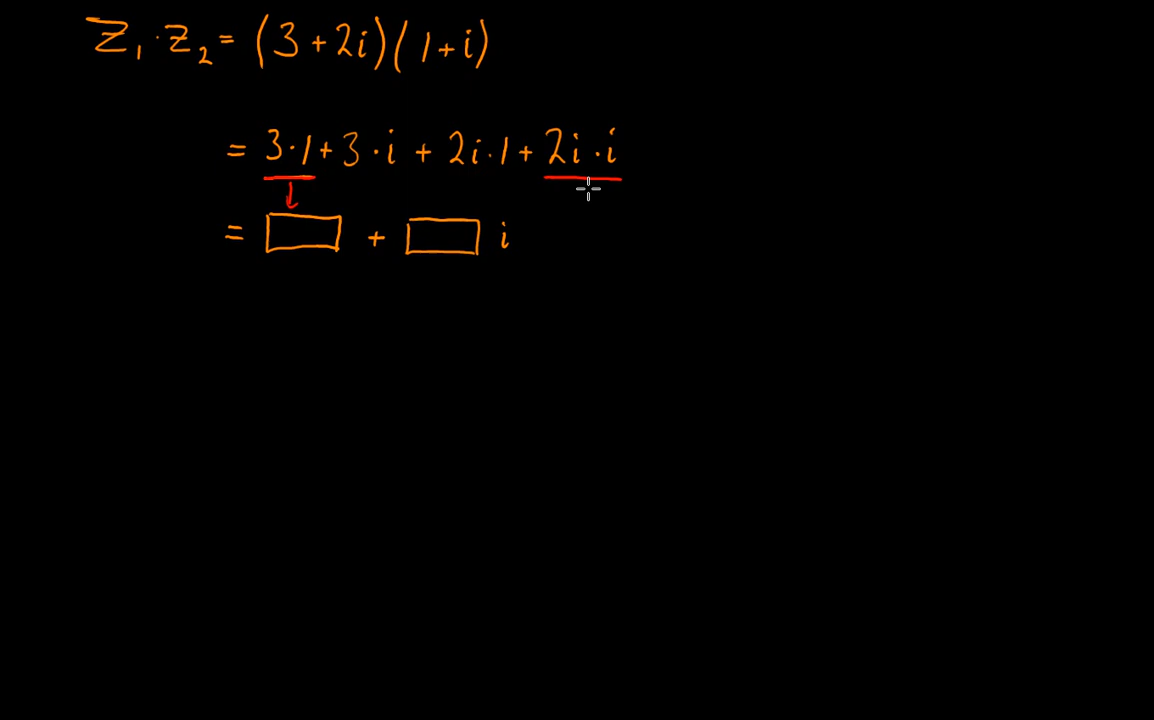 Z₁ · Z₂ = (3 + 2i)(1 + i)
= 3 · 1 + 3 · i + 2i · 1 + 2i · i
= □ + □ i